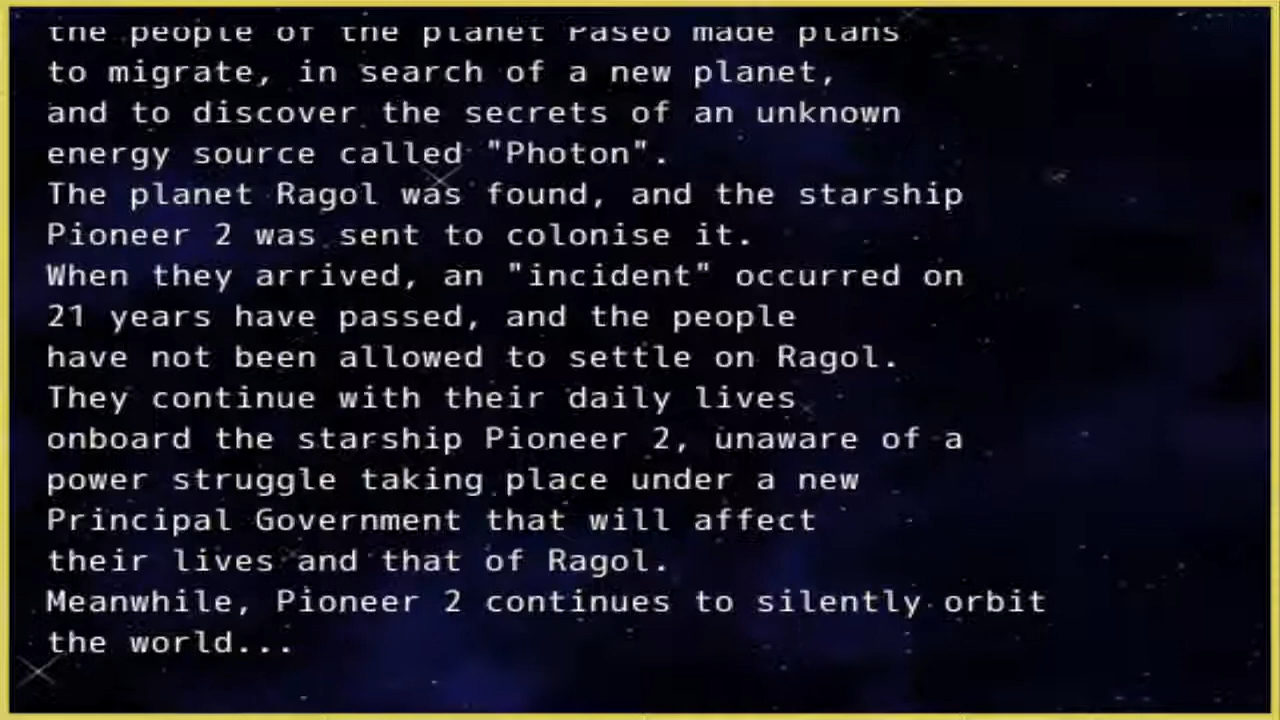 the people of the planet Paseo made plans
to migrate, in search of a new planet,
and to discover the secrets of an unknown
energy source called "Photon".
The planet Ragol was found, and the starship
Pioneer 2 was sent to colonise it.
When they arrived, an "incident" occurred on
21 years have passed, and the people
have not been allowed to settle on Ragol.
They continue with their daily lives
onboard the starship Pioneer 2, unaware of a
power struggle taking place under a new
Principal Government that will affect
their lives and that of Ragol.
Meanwhile, Pioneer 2 continues to silently orbit
the world...